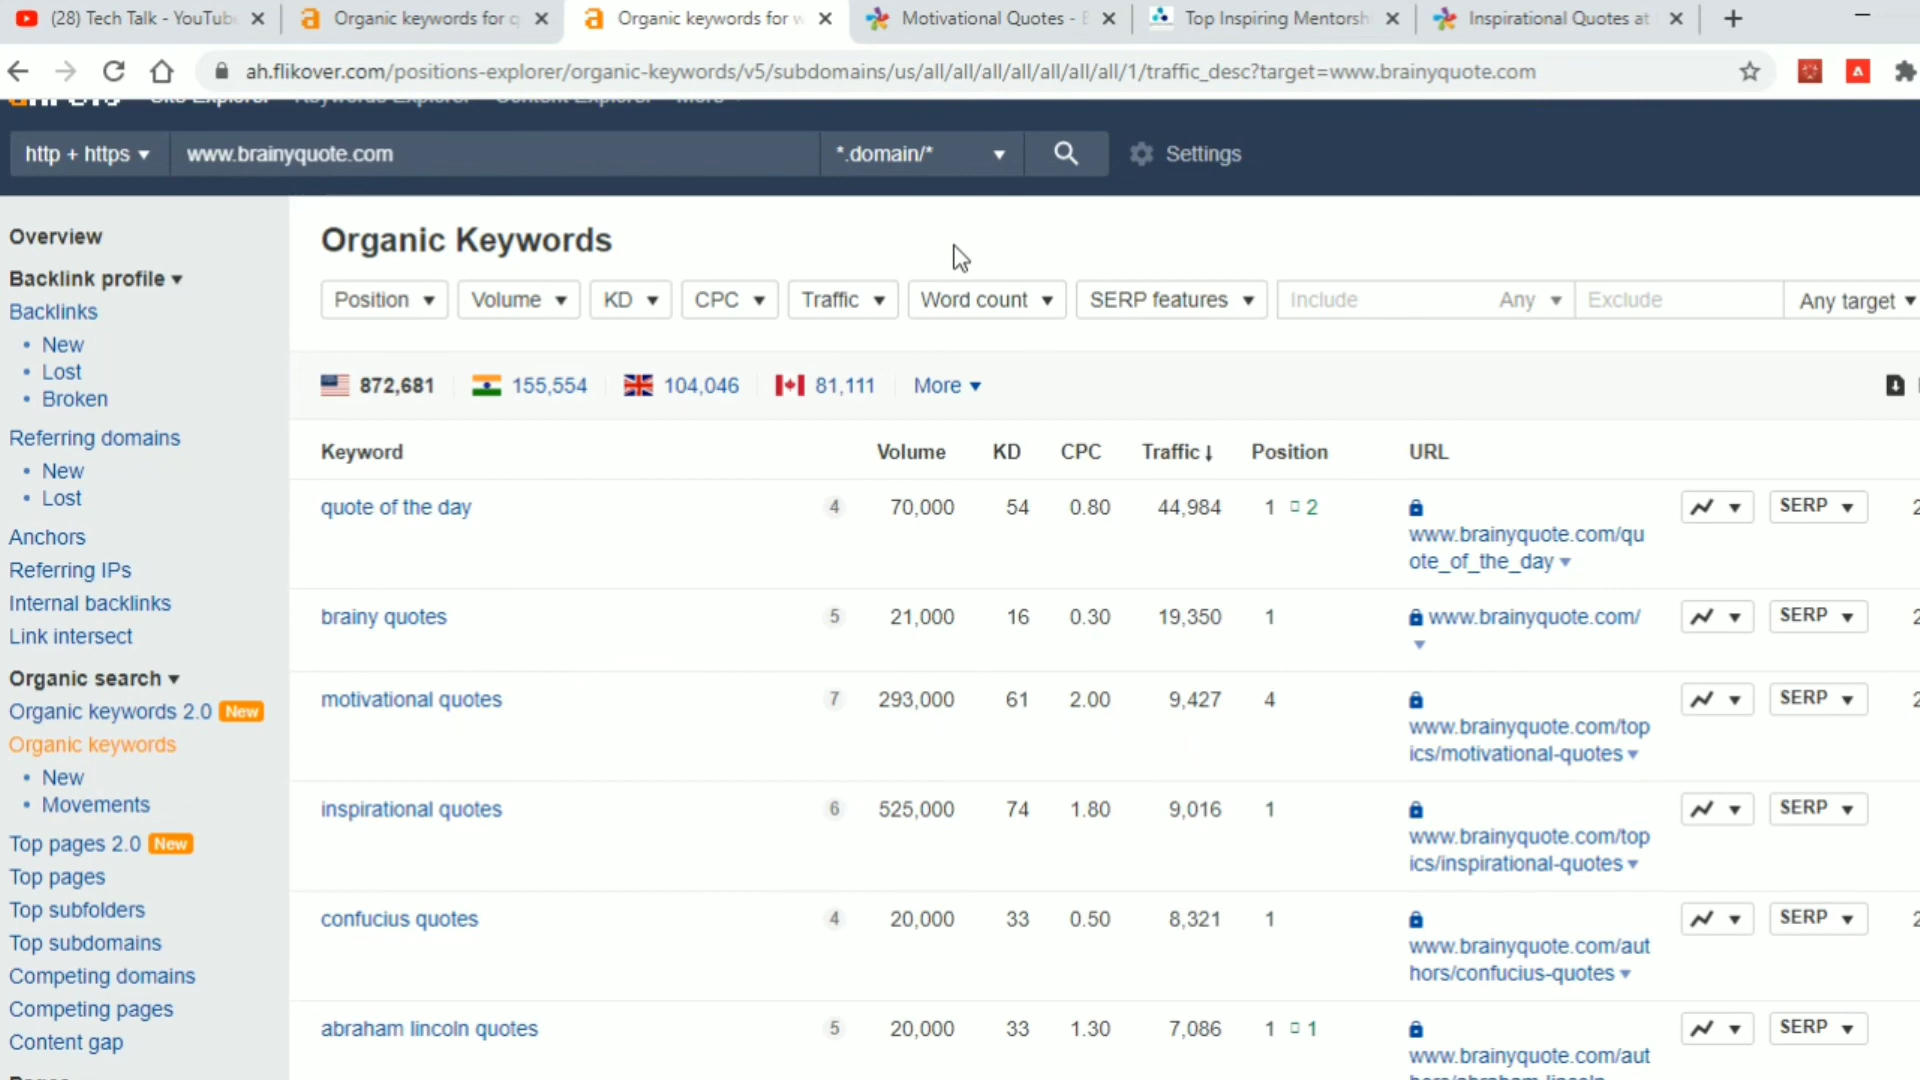 (28) Tech Talk - YouTub
Organic keywords for q
Organic keywords for w
Motivational Quotes - B
Top Inspiring Mentorsh
Inspirational Quotes at
ah.flikover.com/positions-explorer/organic-keywords/v5/subdomains/us/all/all/all/all/all/all/all/1/traffic_desc?target=www.brainyquote.com
Site Explorer Keywords Explorer Content Explorer More
http + https www.brainyquote.com *.domain/* Settings
Overview
Backlink profile
Backlinks
• New
• Lost
• Broken
Referring domains
• New
• Lost
Anchors
Referring IPs
Internal backlinks
Link intersect
Organic search
Organic keywords 2.0 New
Organic keywords
• New
• Movements
Top pages 2.0 New
Top pages
Top subfolders
Top subdomains
Competing domains
Competing pages
Content gap
Organic Keywords
Position Volume KD CPC Traffic Word count SERP features Include Any Exclude Any target
872,681 155,554 104,046 81,111 More
Keyword Volume KD CPC Traffic↓ Position URL
quote of the day 4 70,000 54 0.80 44,984 1 2 SERP 2
www.brainyquote.com/qu
ote_of_the_day
brainy quotes 5 21,000 16 0.30 19,350 1 www.brainyquote.com/ SERP 2
motivational quotes 7 293,000 61 2.00 9,427 4 SERP 2
www.brainyquote.com/top
ics/motivational-quotes
inspirational quotes 6 525,000 74 1.80 9,016 1 SERP
www.brainyquote.com/top
ics/inspirational-quotes
confucius quotes 4 20,000 33 0.50 8,321 1 SERP 2
www.brainyquote.com/aut
hors/confucius-quotes
abraham lincoln quotes 5 20,000 33 1.30 7,086 1 1 SERP
www.brainyquote.com/aut